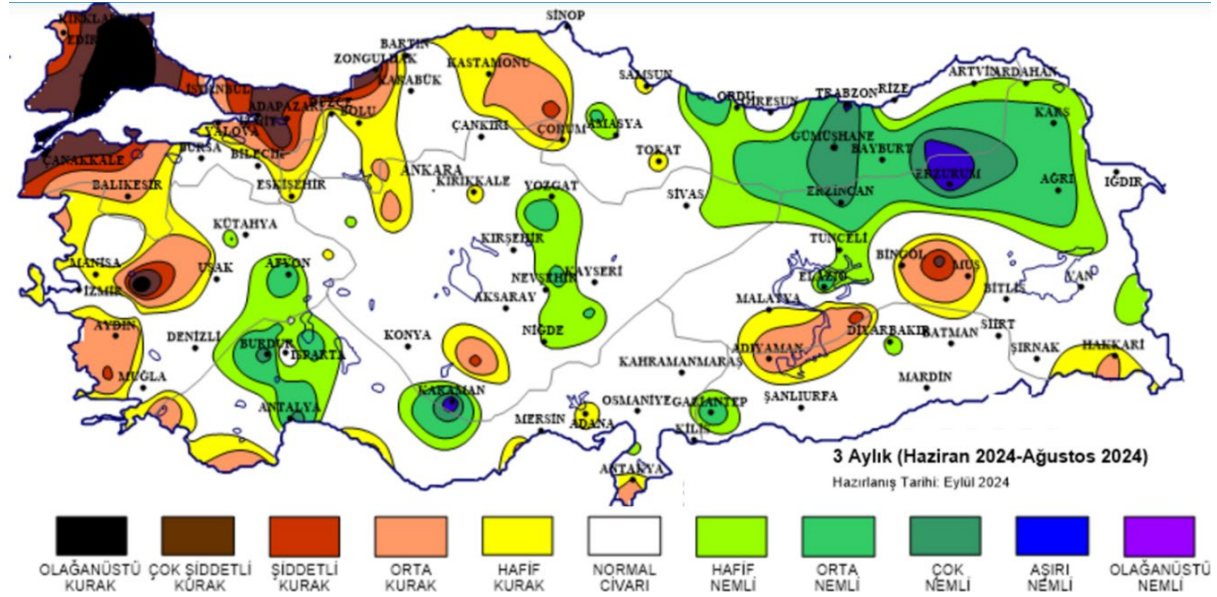 SİNOP
KIRKLARELİ
EDİRNE
BARTIN
ZONGULDAK
KASTAMONU
KARABÜK
SAMSUN
ARTVİN
ARDAHAN
İSTANBUL
ORDU
GİRESUN
TRABZON
RİZE
ADAPAZARI
DÜZCE
BOLU
KARS
İZMİT
YALOVA
ÇANKIRI
ÇORUM
AMASYA
GÜMÜŞHANE
BAYBURT
ÇANAKKALE
BURSA
BİLECİK
TOKAT
ANKARA
ERZURUM
BALIKESİR
ESKİŞEHİR
KIRIKKALE
YOZGAT
SİVAS
ERZİNCAN
AĞRI
IĞDIR
KÜTAHYA
KIRŞEHİR
TUNCELİ
MANİSA
UŞAK
AFYON
NEVŞEHİR
KAYSERİ
ELAZIĞ
BİNGÖL
MUŞ
VAN
İZMİR
AKSARAY
MALATYA
BİTLİS
AYDIN
DENİZLİ
KONYA
NİĞDE
DİYARBAKIR
BATMAN
SİİRT
BURDUR
ISPARTA
KAHRAMANMARAŞ
ADIYAMAN
ŞIRNAK
HAKKARİ
MUĞLA
KARAMAN
MARDİN
ANTALYA
MERSİN
ADANA
OSMANİYE
GAZİANTEP
ŞANLIURFA
KİLİS
ANTAKYA
3 Aylık (Haziran 2024-Ağustos 2024)
Hazırlanış Tarihi: Eylül 2024
OLAĞANÜSTÜ KURAK
ÇOK ŞİDDETLİ KURAK
ŞİDDETLİ KURAK
ORTA KURAK
HAFİF KURAK
NORMAL CİVARI
HAFİF NEMLİ
ORTA NEMLİ
ÇOK NEMLİ
AŞIRI NEMLİ
OLAĞANÜSTÜ NEMLİ